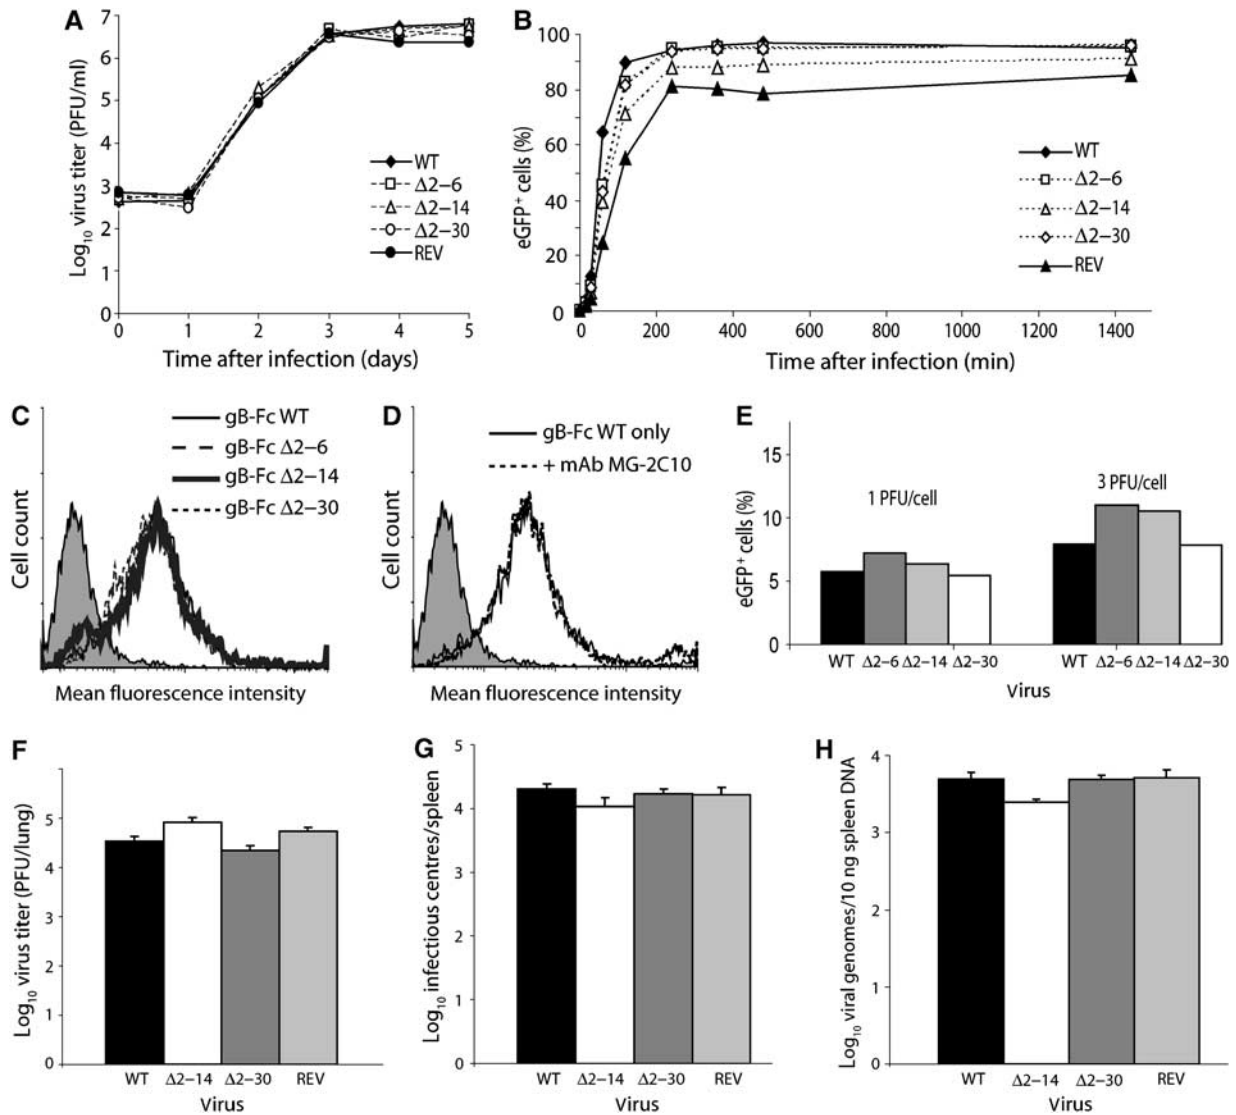 A
Log10 virus titer (PFU/ml)
7
6
5
4
3
2
1
0
0 1 2 3 4 5
Time after infection (days)
WT
Δ2–6
Δ2–14
Δ2–30
REV
B
eGFP+ cells (%)
100
80
60
40
20
0
0 200 400 600 800 1000 1200 1400
Time after infection (min)
WT
Δ2–6
Δ2–14
Δ2–30
REV
C
gB-Fc WT
gB-Fc Δ2–6
gB-Fc Δ2–14
gB-Fc Δ2–30
Cell count
Mean fluorescence intensity
D
gB-Fc WT only
+ mAb MG-2C10
Cell count
Mean fluorescence intensity
E
eGFP+ cells (%)
15
10
5
0
1 PFU/cell
3 PFU/cell
WT Δ2–6 Δ2–14 Δ2–30
WT Δ2–6 Δ2–14 Δ2–30
Virus
F
Log10 virus titer (PFU/lung)
5
4
3
2
1
0
WT Δ2–14 Δ2–30 REV
Virus
G
Log10 infectious centres/spleen
5
4
3
2
1
0
WT Δ2–14 Δ2–30 REV
Virus
H
Log10 viral genomes/10 ng spleen DNA
4
3
2
1
0
WT Δ2–14 Δ2–30 REV
Virus